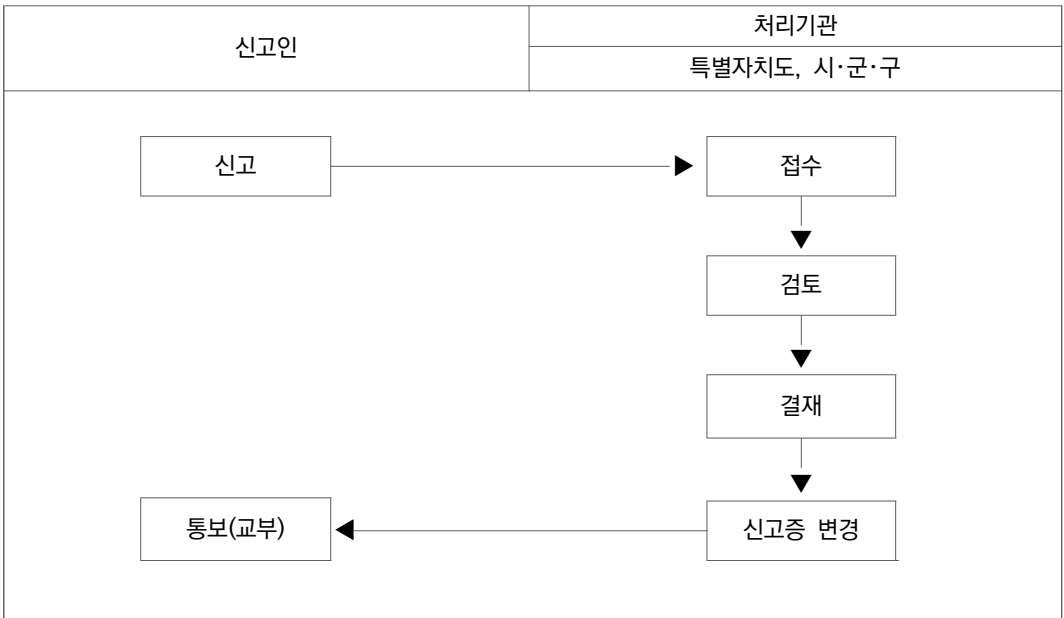 신고인
처리기관
특별자치도, 시·군·구
신고
접수
검토
결재
통보(교부)
신고증 변경